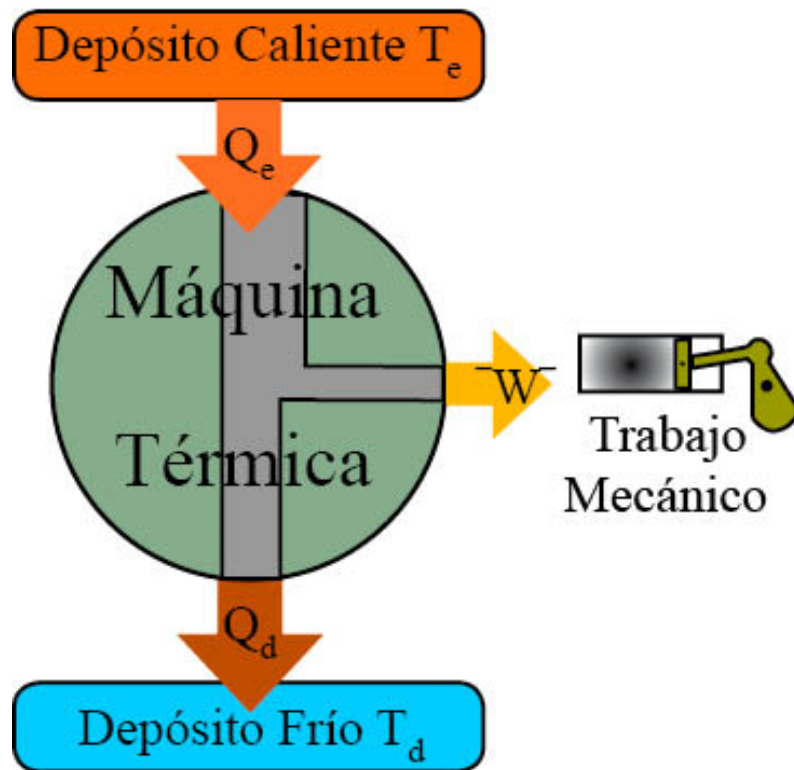 Depósito Caliente Te
Qe
Máquina
Térmica
W
Trabajo
Mecánico
Qd
Depósito Frío Td